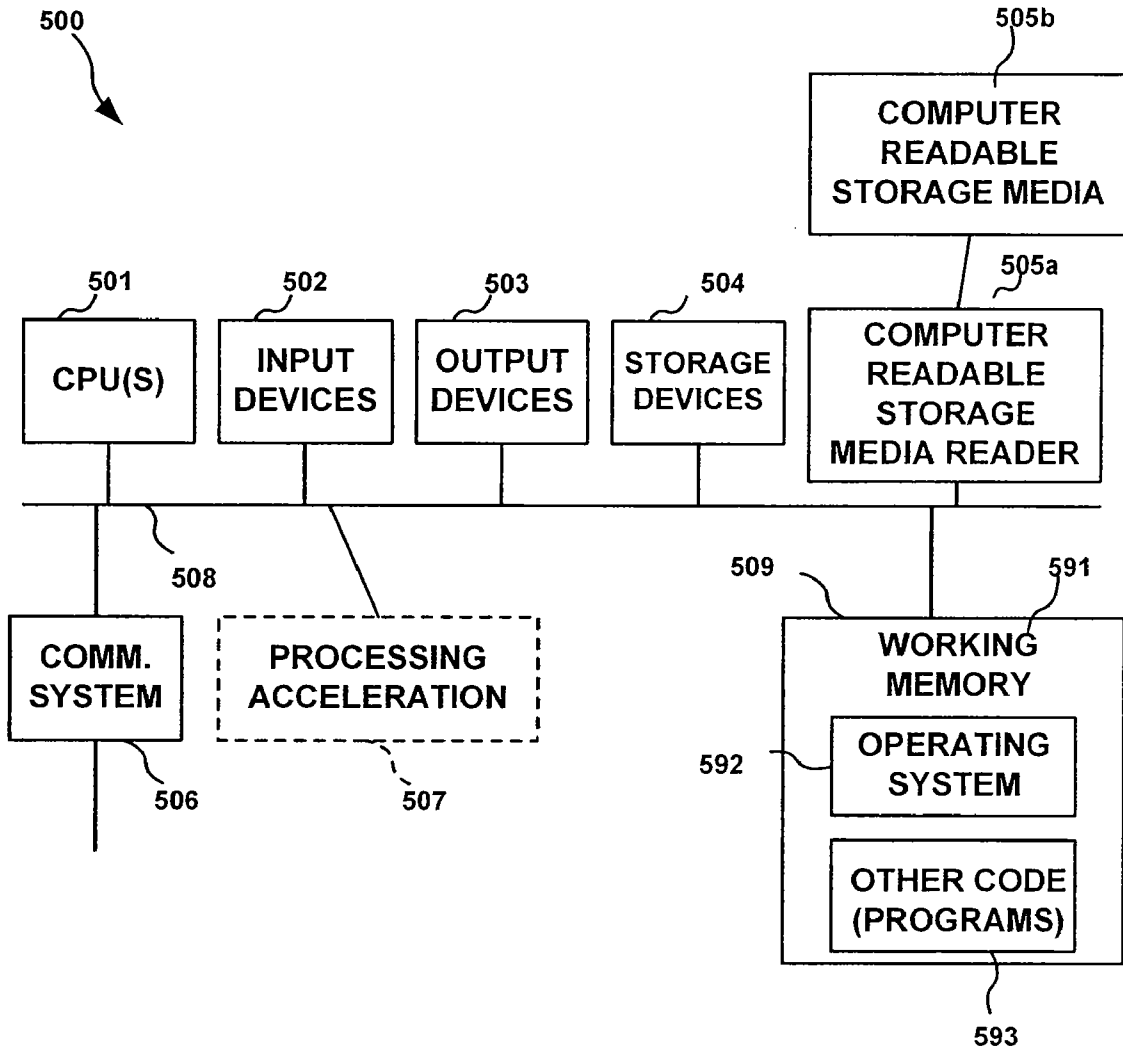 500
505b
COMPUTER
READABLE
STORAGE MEDIA
505a
501
502
503
504
CPU(S)
INPUT
DEVICES
OUTPUT
DEVICES
STORAGE
DEVICES
COMPUTER
READABLE
STORAGE
MEDIA READER
508
509
591
COMM.
SYSTEM
PROCESSING
ACCELERATION
WORKING
MEMORY
592
OPERATING
SYSTEM
506
507
OTHER CODE
(PROGRAMS)
593